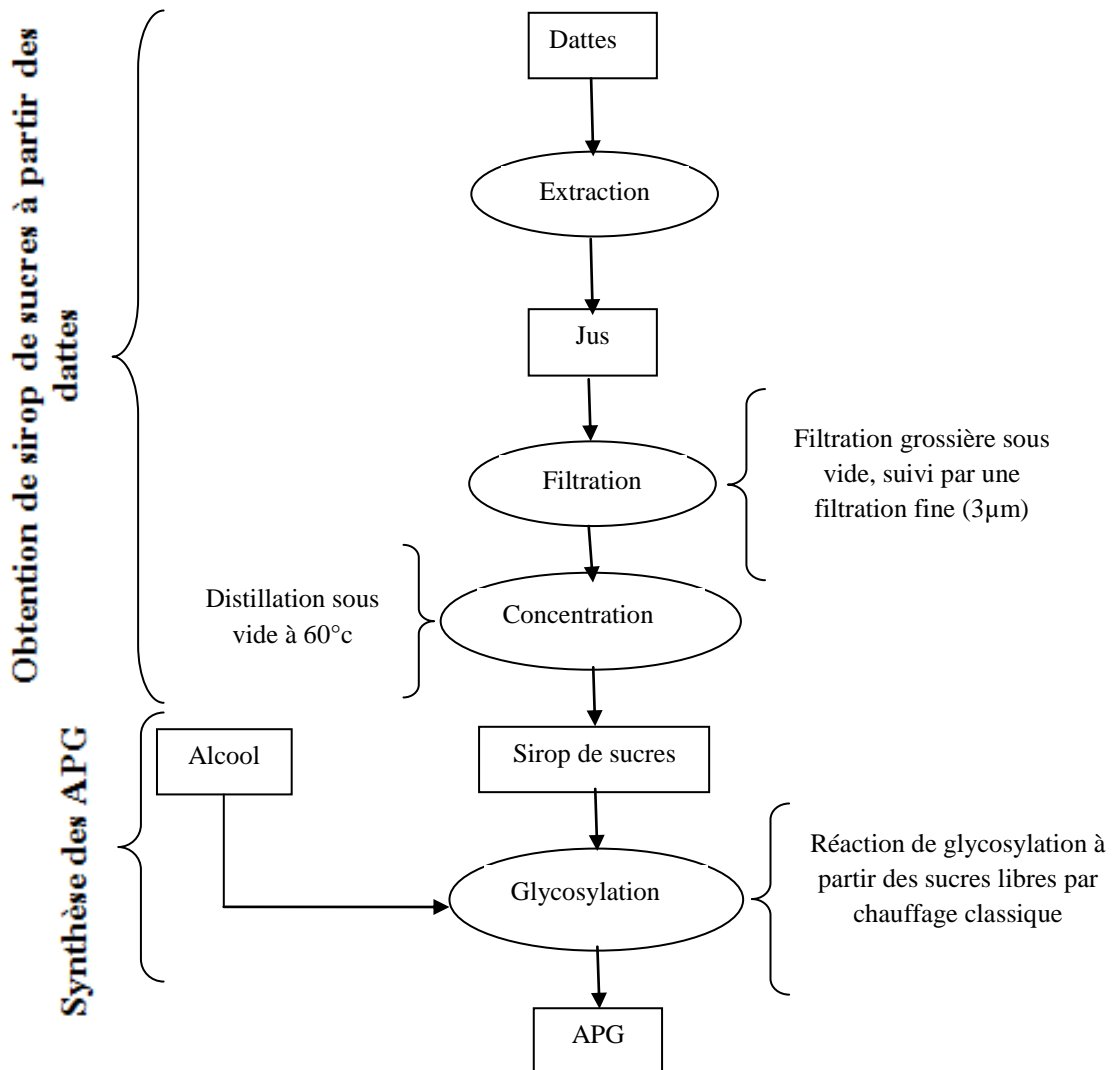 Obtention de sirop de sucres à partir des
dattes
Dattes
Extraction
Jus
Filtration
Filtration grossière sous
vide, suivi par une
filtration fine (3µm)
Distillation sous
vide à 60°c
Concentration
Synthèse des APG
Alcool
Sirop de sucres
Glycosylation
Réaction de glycosylation à
partir des sucres libres par
chauffage classique
APG